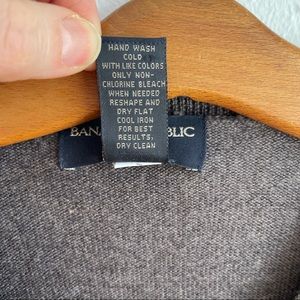 HAND WASH
COLD
WITH LIKE COLORS
ONLY NON-
CHLORINE BLEACH
WHEN NEEDED
RESHAPE AND
DRY FLAT
COOL IRON
FOR BEST
RESULTS,
DRY CLEAN
BAN BLIC